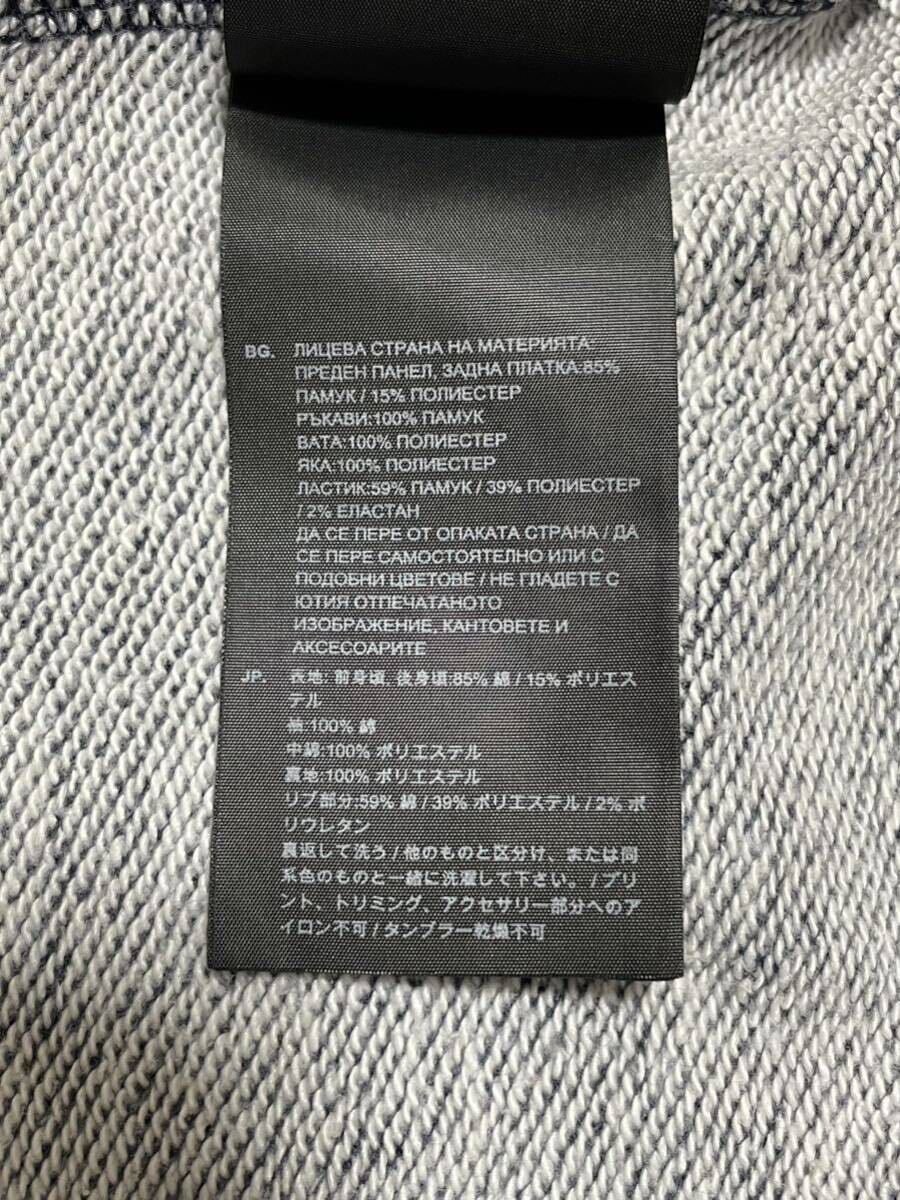 BG. ЛИЦЕВА СТРАНА НА МАТЕРИЯТА:
ПРЕДЕН ПАНЕЛ, ЗАДНА ПЛАТКА:85%
ПАМУК / 15% ПОЛИЕСТЕР
РЪКАВИ:100% ПАМУК
ВАТА:100% ПОЛИЕСТЕР
ЯКА:100% ПОЛИЕСТЕР
ЛАСТИК:59% ПАМУК / 39% ПОЛИЕСТЕР
/ 2% ЕЛАСТАН
ДА СЕ ПЕРЕ ОТ ОПАКАТА СТРАНА / ДА
СЕ ПЕРЕ САМОСТОЯТЕЛНО ИЛИ С
ПОДОБНИ ЦВЕТОВЕ / НЕ ГЛАДЕТЕ С
ЮТИЯ ОТПЕЧАТАНОТО
ИЗОБРАЖЕНИЕ, КАНТОВЕТЕ И
АКСЕСОАРИТЕ
JP. 表地: 前身頃, 後身頃:85% 綿 / 15% ポリエス
テル
袖:100% 綿
中綿:100% ポリエステル
裏地:100% ポリエステル
リブ部分:59% 綿 / 39% ポリエステル / 2% ポ
リウレタン
裏返して洗う / 他のものと区分け、または同
系色のものと一緒に洗濯して下さい。 / プリ
ント、トリミング、アクセサリー部分へのア
イロン不可 / タンブラー乾燥不可